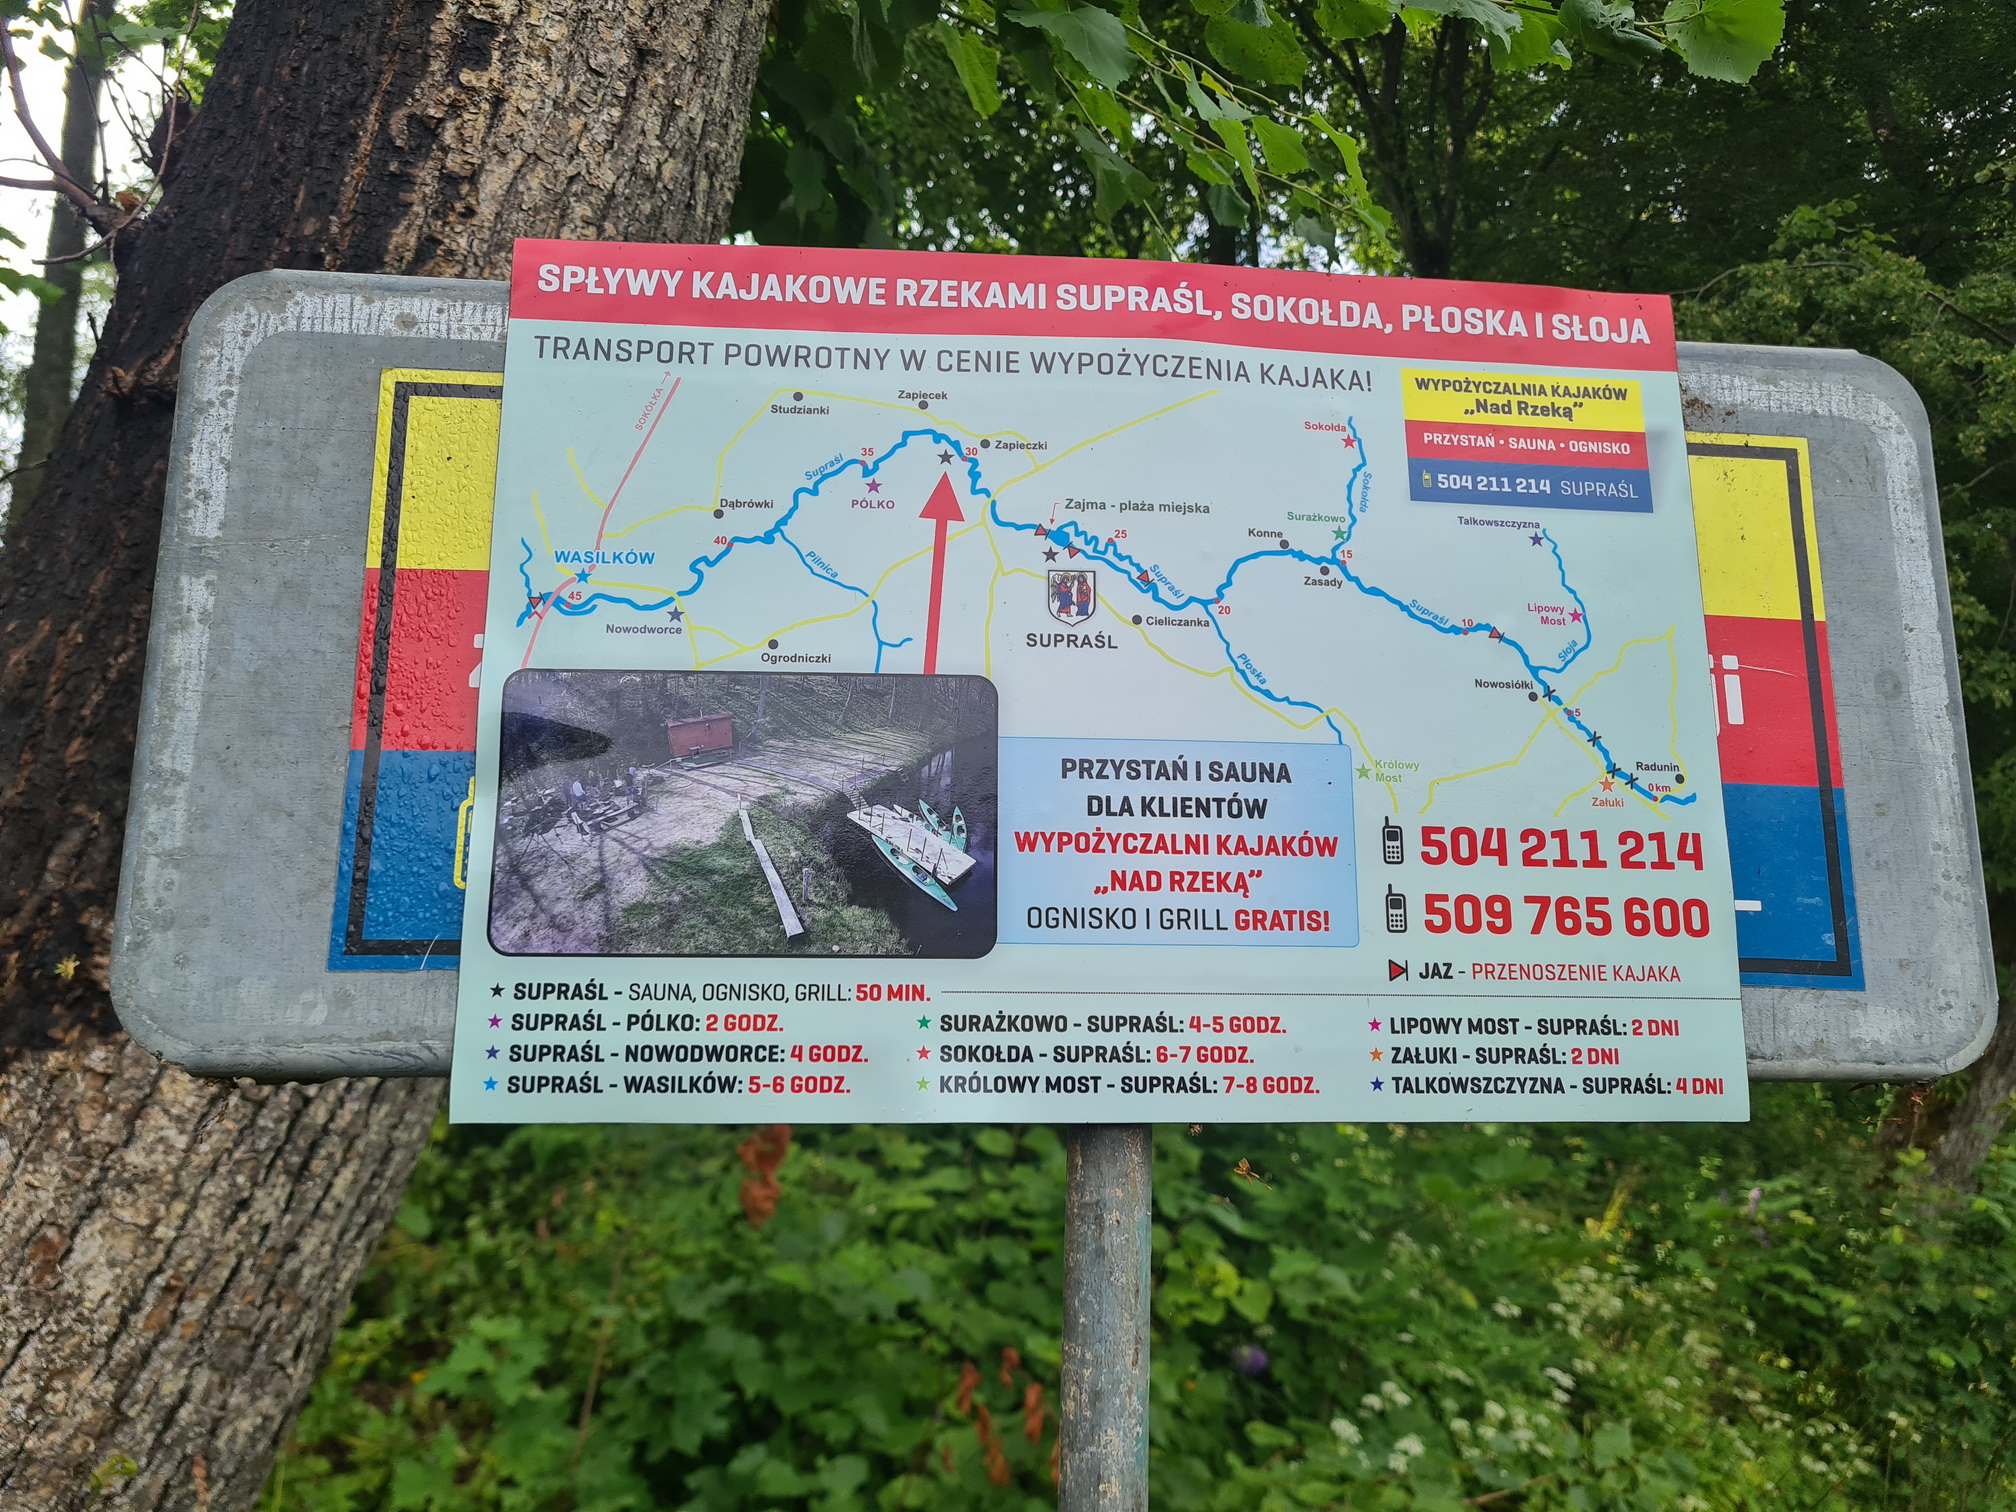 SPŁYWY KAJAKOWE RZEKAMI SUPRAŚL, SOKOŁDA, PŁOSKA I SŁOJA
TRANSPORT POWROTNY W CENIE WYPOŻYCZENIA KAJAKA!
WYPOŻYCZALNIA KAJAKÓW
„Nad Rzeką”
PRZYSTAŃ • SAUNA • OGNISKO
504 211 214 SUPRAŚL
SOKÓŁKA
Studzianki
Zapiecek
Zapieczki
Supraśl
35
30
PÓLKO
Dąbrówki
40
WASILKÓW
45
Nowodworce
Pilnica
Ogrodniczki
Zajma - plaża miejska
25
Supraśl
SUPRAŚL
Cieliczanka
20
Płoska
Królowy
Most
Sokołda
Sokołda
Surażkowo
Konne
15
Zasady
Supraśl
10
Talkowszczyzna
Lipowy
Most
Słoja
Nowosiółki
5
Radunin
0 km
Załuki
PRZYSTAŃ I SAUNA
DLA KLIENTÓW
WYPOŻYCZALNI KAJAKÓW
„NAD RZEKĄ”
OGNISKO I GRILL GRATIS!
504 211 214
509 765 600
JAZ - PRZENOSZENIE KAJAKA
SUPRAŚL - SAUNA, OGNISKO, GRILL: 50 MIN.
SUPRAŚL - PÓLKO: 2 GODZ.
SUPRAŚL - NOWODWORCE: 4 GODZ.
SUPRAŚL - WASILKÓW: 5-6 GODZ.
SURAŻKOWO - SUPRAŚL: 4-5 GODZ.
SOKOŁDA - SUPRAŚL: 6-7 GODZ.
KRÓLOWY MOST - SUPRAŚL: 7-8 GODZ.
LIPOWY MOST - SUPRAŚL: 2 DNI
ZAŁUKI - SUPRAŚL: 2 DNI
TALKOWSZCZYZNA - SUPRAŚL: 4 DNI